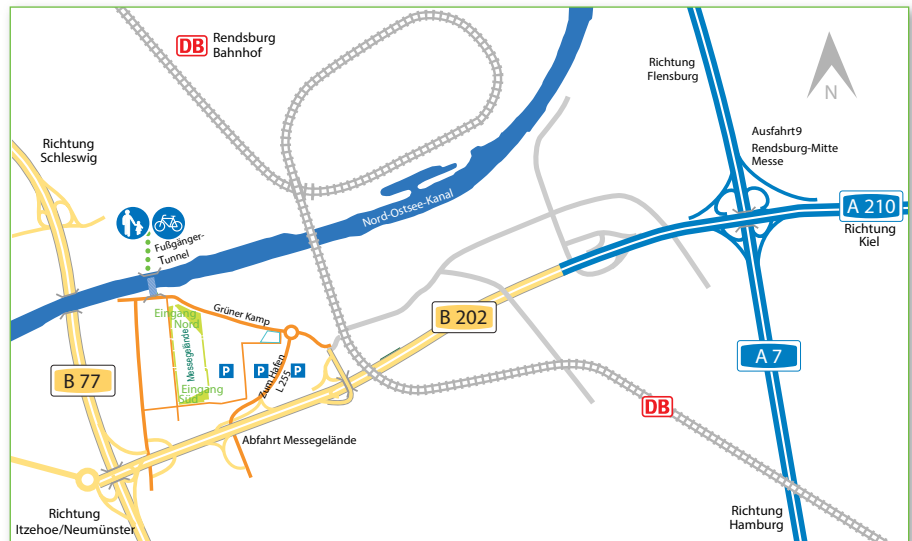 DB
Rendsburg
Bahnhof
Richtung
Flensburg
N
Richtung
Schleswig
Ausfahrt9
Rendsburg-Mitte
Messe
Nord-Ostsee-Kanal
A 210
Richtung
Kiel
Fußgänger-
Tunnel
Grüner Kamp
Eingang
Nord
B 202
Messegelände
A 7
P
P
P
Zum Hafen
L 255
B 77
Eingang
Süd
DB
Abfahrt Messegelände
Richtung
Itzehoe/Neumünster
Richtung
Hamburg